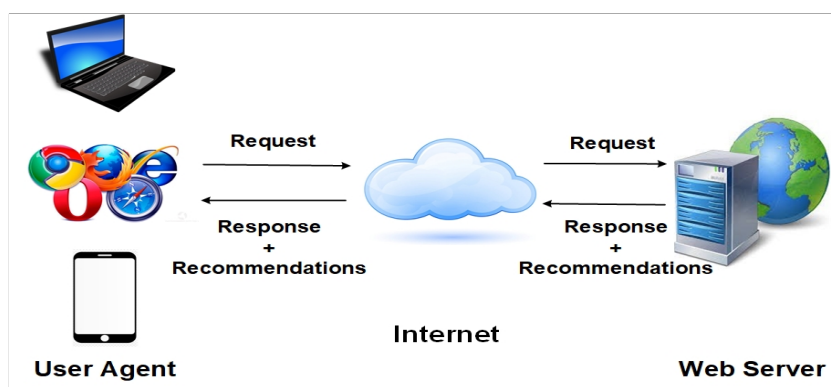 Request
Request
Response
+
Recommendations
Response
+
Recommendations
Internet
User Agent
Web Server